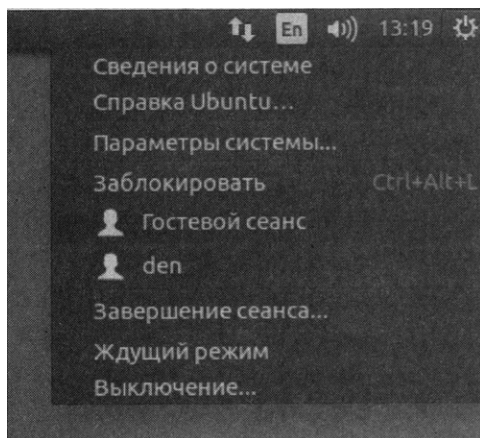 En 13:19
Сведения о системе
Справка Ubuntu...
Параметры системы...
Заблокировать Ctrl+Alt+L
Гостевой сеанс
den
Завершение сеанса...
Ждущий режим
Выключение...